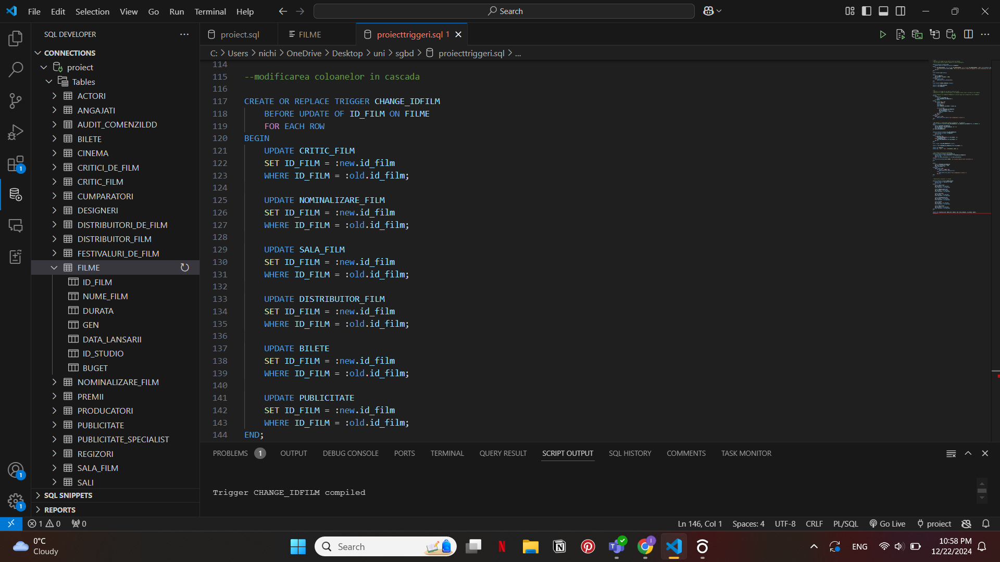 File Edit Selection View Go Run Terminal Help
Search
SQL DEVELOPER
proiect.sql
FILME
proiecttriggeri.sql 1
C: > Users > nichi > OneDrive > Desktop > uni > sgbd > proiecttriggeri.sql > ...
CONNECTIONS
proiect
Tables
ACTORI
ANGAJATI
AUDIT_COMENZILDD
BILETE
CINEMA
CRITICI_DE_FILM
CRITIC_FILM
CUMPARATORI
DESIGNERI
DISTRIBUITORI_DE_FILM
DISTRIBUITOR_FILM
FESTIVALURI_DE_FILM
FILME
ID_FILM
NUME_FILM
DURATA
GEN
DATA_LANSARII
ID_STUDIO
BUGET
NOMINALIZARE_FILM
PREMII
PRODUCATORI
PUBLICITATE
PUBLICITATE_SPECIALIST
REGIZORI
SALA_FILM
SALI
SQL SNIPPETS
REPORTS
114
115 --modificarea coloanelor in cascada
116
117 CREATE OR REPLACE TRIGGER CHANGE_IDFILM
118 BEFORE UPDATE OF ID_FILM ON FILME
119 FOR EACH ROW
120 BEGIN
121 UPDATE CRITIC_FILM
122 SET ID_FILM = :new.id_film
123 WHERE ID_FILM = :old.id_film;
124
125 UPDATE NOMINALIZARE_FILM
126 SET ID_FILM = :new.id_film
127 WHERE ID_FILM = :old.id_film;
128
129 UPDATE SALA_FILM
130 SET ID_FILM = :new.id_film
131 WHERE ID_FILM = :old.id_film;
132
133 UPDATE DISTRIBUITOR_FILM
134 SET ID_FILM = :new.id_film
135 WHERE ID_FILM = :old.id_film;
136
137 UPDATE BILETE
138 SET ID_FILM = :new.id_film
139 WHERE ID_FILM = :old.id_film;
140
141 UPDATE PUBLICITATE
142 SET ID_FILM = :new.id_film
143 WHERE ID_FILM = :old.id_film;
144 END;
PROBLEMS 1 OUTPUT DEBUG CONSOLE PORTS TERMINAL QUERY RESULT SCRIPT OUTPUT SQL HISTORY COMMENTS TASK MONITOR
Trigger CHANGE_IDFILM compiled
1 0 0
Ln 146, Col 1 Spaces: 4 UTF-8 CRLF PL/SQL Go Live proiect
0°C
Cloudy
Search
ENG
10:58 PM
12/22/2024